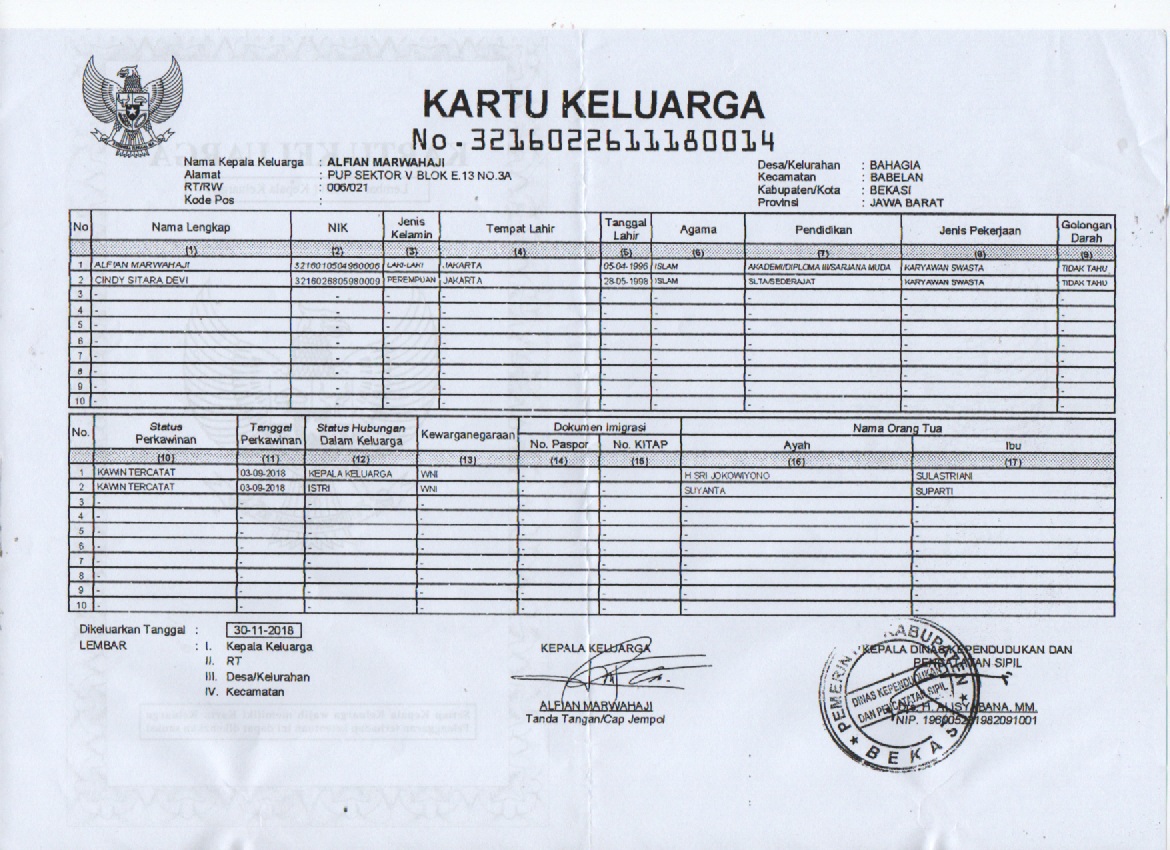 KARTU KELUARGA
No.3216022611180014
Nama Kepala Keluarga : ALFIAN MARWAHAJI
Alamat : PUP SEKTOR V BLOK E.13 NO.3A
RT/RW : 006/021
Kode Pos :
Desa/Kelurahan : BAHAGIA
Kecamatan : BABELAN
Kabupaten/Kota : BEKASI
Provinsi : JAWA BARAT
No Nama Lengkap NIK Jenis Kelamin Tempat Lahir Tanggal Lahir Agama Pendidikan Jenis Pekerjaan Golongan Darah
(1) (2) (3) (4) (5) (6) (7) (8) (9)
1 ALFIAN MARWAHAJI 3216010504960006 LAKI-LAKI JAKARTA 05-04-1996 ISLAM AKADEMI/DIPLOMA III/SARJANA MUDA KARYAWAN SWASTA TIDAK TAHU
2 CINDY SITARA DEVI 3216026805980009 PEREMPUAN JAKARTA 28-05-1998 ISLAM SLTA/SEDERAJAT KARYAWAN SWASTA TIDAK TAHU
3 - - - - - - - - -
4 - - - - - - - - -
5 - - - - - - - - -
6 - - - - - - - - -
7 - - - - - - - - -
8 - - - - - - - - -
9 - - - - - - - - -
10 - - - - - - - - -
No. Status Perkawinan Tanggal Perkawinan Status Hubungan Dalam Keluarga Kewarganegaraan Dokumen Imigrasi Nama Orang Tua
No. Paspor No. KITAP Ayah Ibu
(10) (11) (12) (13) (14) (15) (16) (17)
1 KAWIN TERCATAT 03-09-2018 KEPALA KELUARGA WNI - - H SRI JOKOWIYONO SULASTRIANI
2 KAWIN TERCATAT 03-09-2018 ISTRI WNI - - SUYANTA SUPARTI
3 - - - - - - - -
4 - - - - - - - -
5 - - - - - - - -
6 - - - - - - - -
7 - - - - - - - -
8 - - - - - - - -
9 - - - - - - - -
10 - - - - - - - -
Dikeluarkan Tanggal : 30-11-2018
LEMBAR : I. Kepala Keluarga
II. RT
III. Desa/Kelurahan
IV. Kecamatan
KEPALA KELUARGA
ALFIAN MARWAHAJI
Tanda Tangan/Cap Jempol
KEPALA DINAS KEPENDUDUKAN DAN
PENCATATAN SIPIL
H. ALISYABANA, MM.
NIP.
KABUPATEN
DINAS KEPENDUDUKAN
DAN PENCATATAN SIPIL
BEKASI